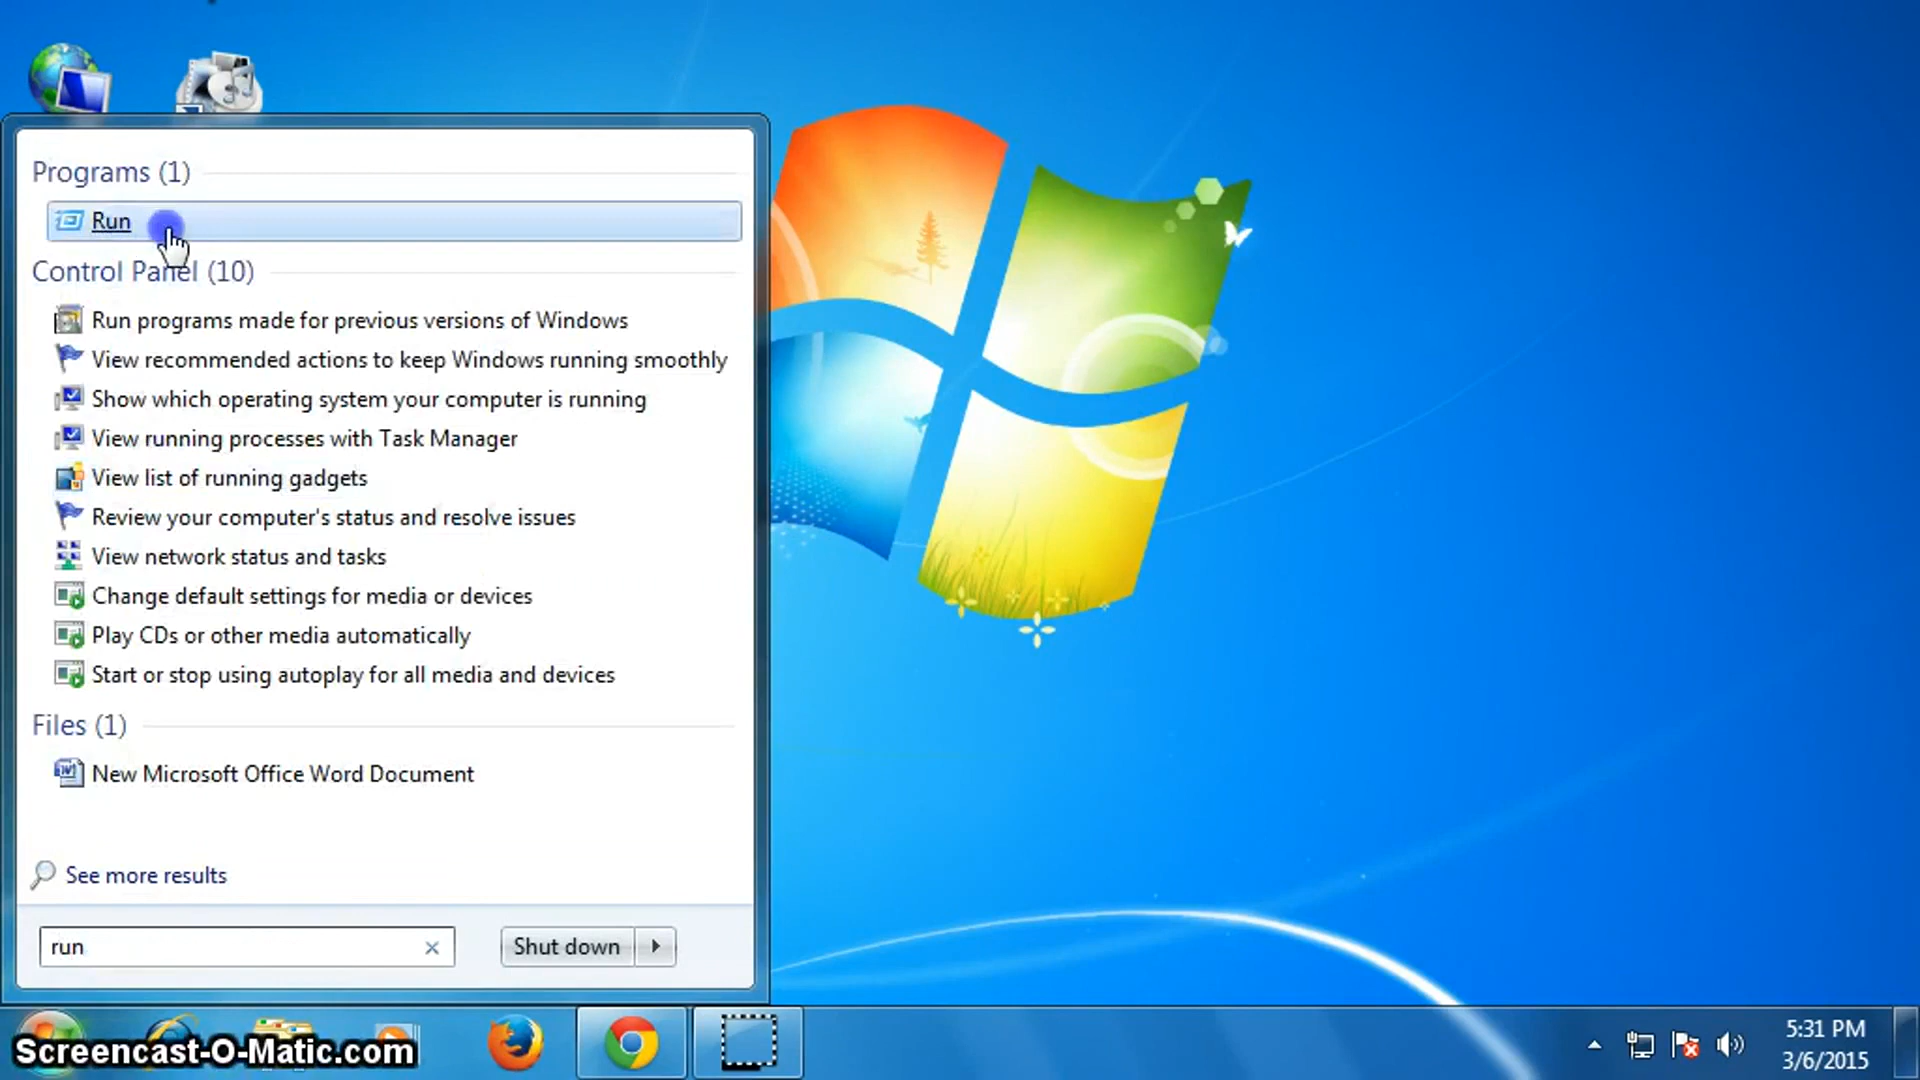 Programs (1)
Run
Control Panel (10)
Run programs made for previous versions of Windows
View recommended actions to keep Windows running smoothly
Show which operating system your computer is running
View running processes with Task Manager
View list of running gadgets
Review your computer's status and resolve issues
View network status and tasks
Change default settings for media or devices
Play CDs or other media automatically
Start or stop using autoplay for all media and devices
Files (1)
New Microsoft Office Word Document
See more results
run
Shut down
Screencast-O-Matic.com
5:31 PM
3/6/2015